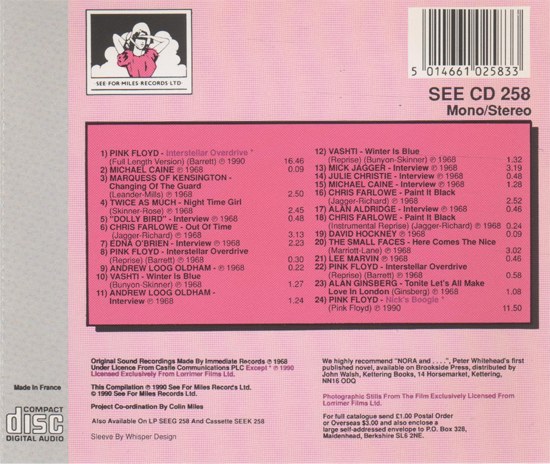 SEE·FOR·MILES·RECORDS·LTD·
5 014661 025833
SEE CD 258
Mono/Stereo
1) PINK FLOYD - Interstellar Overdrive *
(Full Length Version) (Barrett) ℗ 1990 16.46
2) MICHAEL CAINE ℗ 1968 0.09
3) MARQUESS OF KENSINGTON -
Changing Of The Guard
(Leander-Mills) ℗ 1968 2.50
4) TWICE AS MUCH - Night Time Girl
(Skinner-Rose) ℗ 1968 2.45
5) "DOLLY BIRD" - Interview ℗ 1968 0.48
6) CHRIS FARLOWE - Out Of Time
(Jagger-Richard) ℗ 1968 3.13
7) EDNA O'BRIEN - Interview ℗ 1968 2.23
8) PINK FLOYD - Interstellar Overdrive
(Reprise) (Barrett) ℗ 1968 0.30
9) ANDREW LOOG OLDHAM ℗ 1968 0.22
10) VASHTI - Winter Is Blue
(Bunyon-Skinner) ℗ 1968 1.27
11) ANDREW LOOG OLDHAM -
Interview ℗ 1968 1.24
12) VASHTI - Winter Is Blue
(Reprise) (Bunyon-Skinner) ℗ 1968 1.32
13) MICK JAGGER - Interview ℗ 1968 3.19
14) JULIE CHRISTIE - Interview ℗ 1968 0.48
15) MICHAEL CAINE - Interview ℗ 1968 1.28
16) CHRIS FARLOWE - Paint It Black
(Jagger-Richard) ℗ 1968 2.52
17) ALAN ALDRIDGE - Interview ℗ 1968 0.46
18) CHRIS FARLOWE - Paint It Black
(Instrumental Reprise) (Jagger-Richard) ℗ 1968 0.24
19) DAVID HOCKNEY ℗ 1968 0.09
20) THE SMALL FACES - Here Comes The Nice
(Marriott-Lane) ℗ 1968 3.02
21) LEE MARVIN ℗ 1968 0.46
22) PINK FLOYD - Interstellar Overdrive
(Reprise) (Barrett) ℗ 1968 0.58
23) ALAN GINSBERG - Tonite Let's All Make
Love In London (Ginsberg) ℗ 1968 1.08
24) PINK FLOYD - Nick's Boogie *
(Pink Floyd) ℗ 1990 11.50
Made in France
COMPACT
disc
DIGITAL AUDIO
Original Sound Recordings Made By Immediate Records ℗ 1968
Under Licence From Castle Communications PLC Except * ℗ 1990
Licensed Exclusively From Lorrimer Films Ltd.
This Compilation ℗ 1990 See For Miles Records Ltd.
© 1990 See For Miles Records Ltd.
Project Co-ordination By Colin Miles
Also Available On LP SEEG 258 And Cassette SEEK 258
Sleeve By Whisper Design
We highly recommend "NORA and . . . .", Peter Whitehead's first
published novel, available on Brookside Press, distributed by
John Walsh, Kettering Books, 14 Horsemarket, Kettering,
NN16 ODQ
Photographic Stills From The Film Exclusively Licensed From
Lorrimer Films Ltd.
For full catalogue send £1.00 Postal Order
or Overseas $3.00 and also enclose a
large self-addressed envelope to P.O. Box 328,
Maidenhead, Berkshire SL6 2NE.